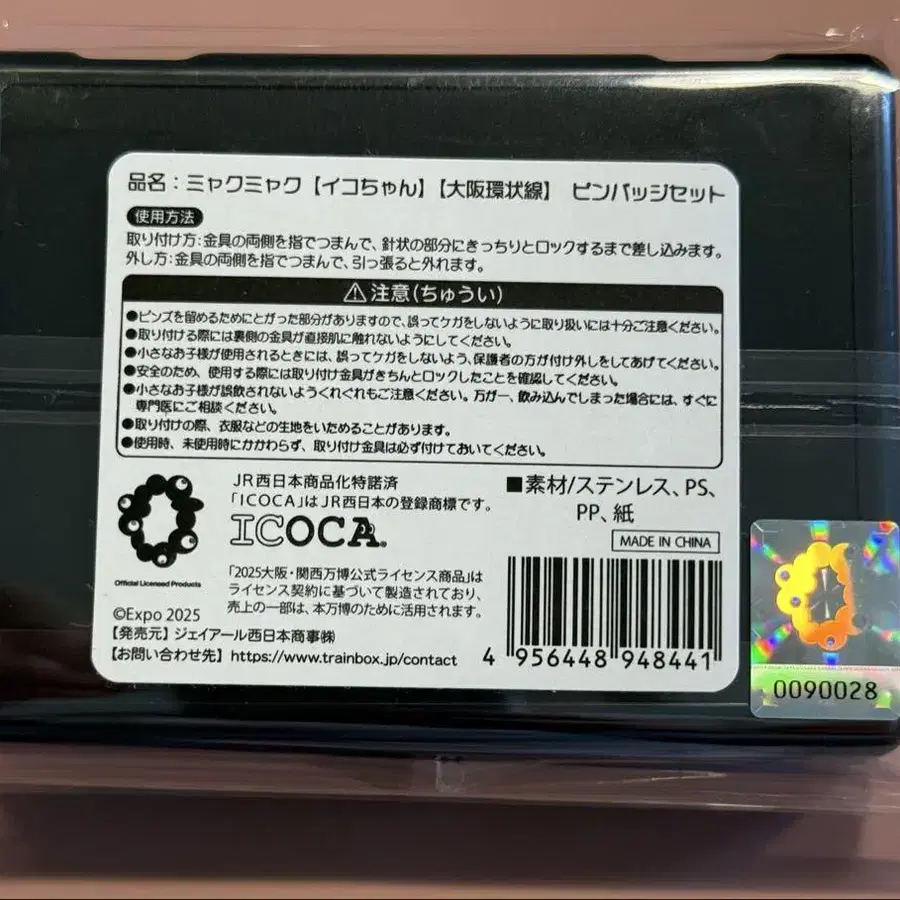 品名：ミャクミャク【イコちゃん】【大阪環状線】 ピンバッジセット
使用方法
取り付け方：金具の両側を指でつまんで、針状の部分にきっちりとロックするまで差し込みます。
外し方：金具の両側を指でつまんで、引っ張ると外れます。
⚠注意（ちゅうい）
●ピンズを留めるためにとがった部分がありますので、誤ってケガをしないように取り扱いには十分ご注意ください。
●取り付ける際には裏側の金具が直接肌に触れないようにしてください。
●小さなお子様が使用されるときには、誤ってケガをしないよう、保護者の方が付け外しをしてあげてください。
●安全のため、使用する際には取り付け金具がきちんとロックしたことを確認してください。
●小さなお子様が誤飲されないようくれぐれもご注意ください。万が一、飲み込んでしまった場合には、すぐに
専門医にご相談ください。
●取り付けの際、衣服などの生地をいためることがあります。
●使用時、未使用時にかかわらず、取り付け金具は必ず付けておいてください。
JR西日本商品化特諾済
「ICOCA」はJR西日本の登録商標です。
ICOCA®
Official Licensed Products
「2025大阪・関西万博公式ライセンス商品」は
ライセンス契約に基づいて製造されており、
売上の一部は、本万博のために活用されます。
©Expo 2025
【発売元】ジェイアール西日本商事㈱
【お問い合わせ先】https://www.trainbox.jp/contact
■素材/ステンレス、PS、
PP、紙
MADE IN CHINA
4 956448 948441
0090028